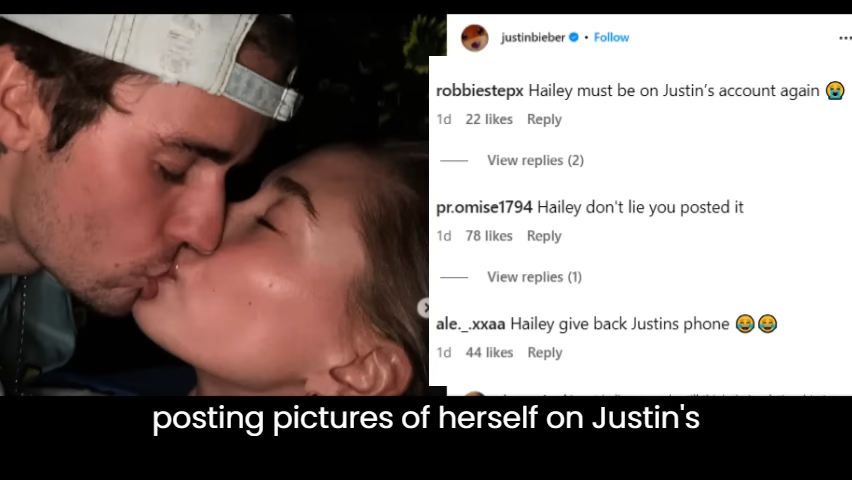 justinbieber • Follow
robbiestepx Hailey must be on Justin’s account again 😭
1d 22 likes Reply
View replies (2)
pr.omise1794 Hailey don't lie you posted it
1d 78 likes Reply
View replies (1)
ale._.xxaa Hailey give back Justins phone 😂😂
1d 44 likes Reply
posting pictures of herself on Justin's